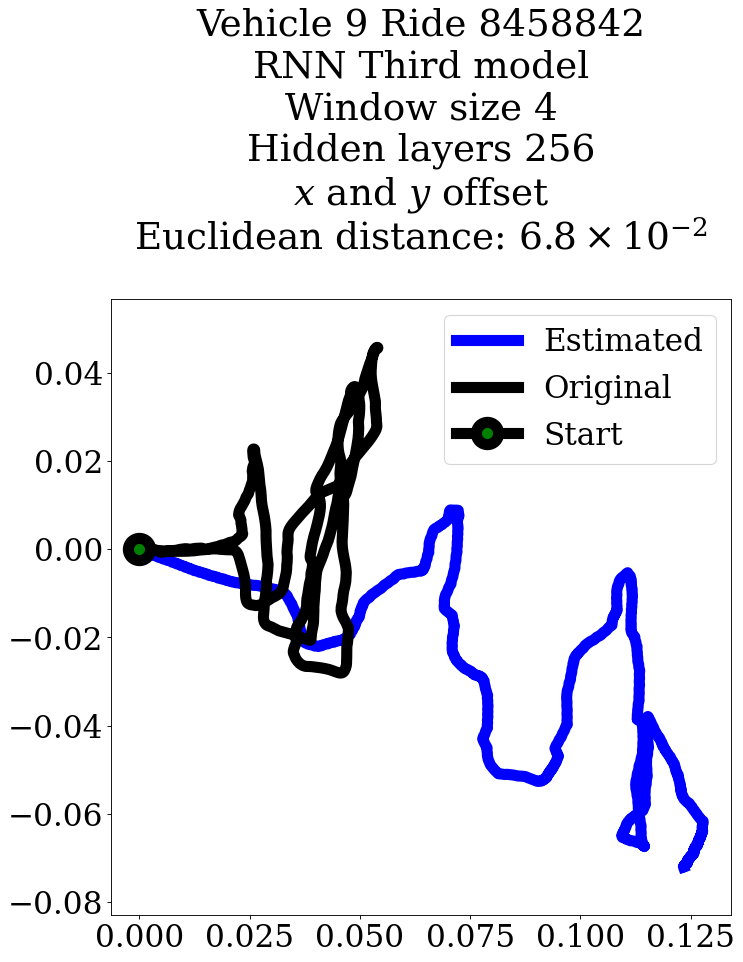 Vehicle 9 Ride 8458842
RNN Third model
Window size 4
Hidden layers 256
x and y offset
Euclidean distance: 6.8 × 10⁻²
Estimated
Original
Start
0.04
0.02
0.00
−0.02
−0.04
−0.06
−0.08
0.000 0.025 0.050 0.075 0.100 0.125